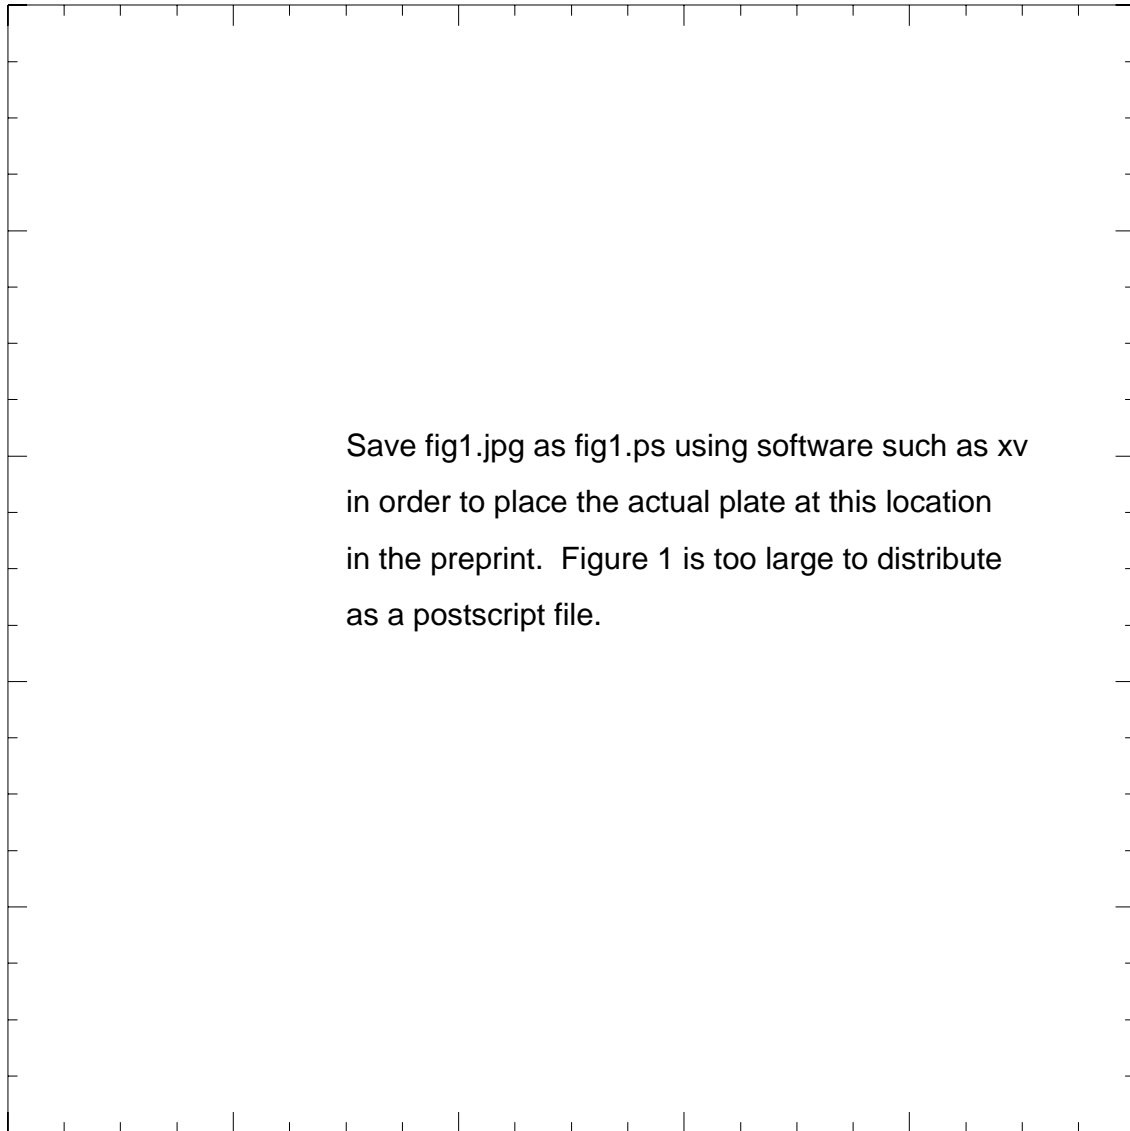 Save fig1.jpg as fig1.ps using software such as xv
in order to place the actual plate at this location
in the preprint.  Figure 1 is too large to distribute
as a postscript file.